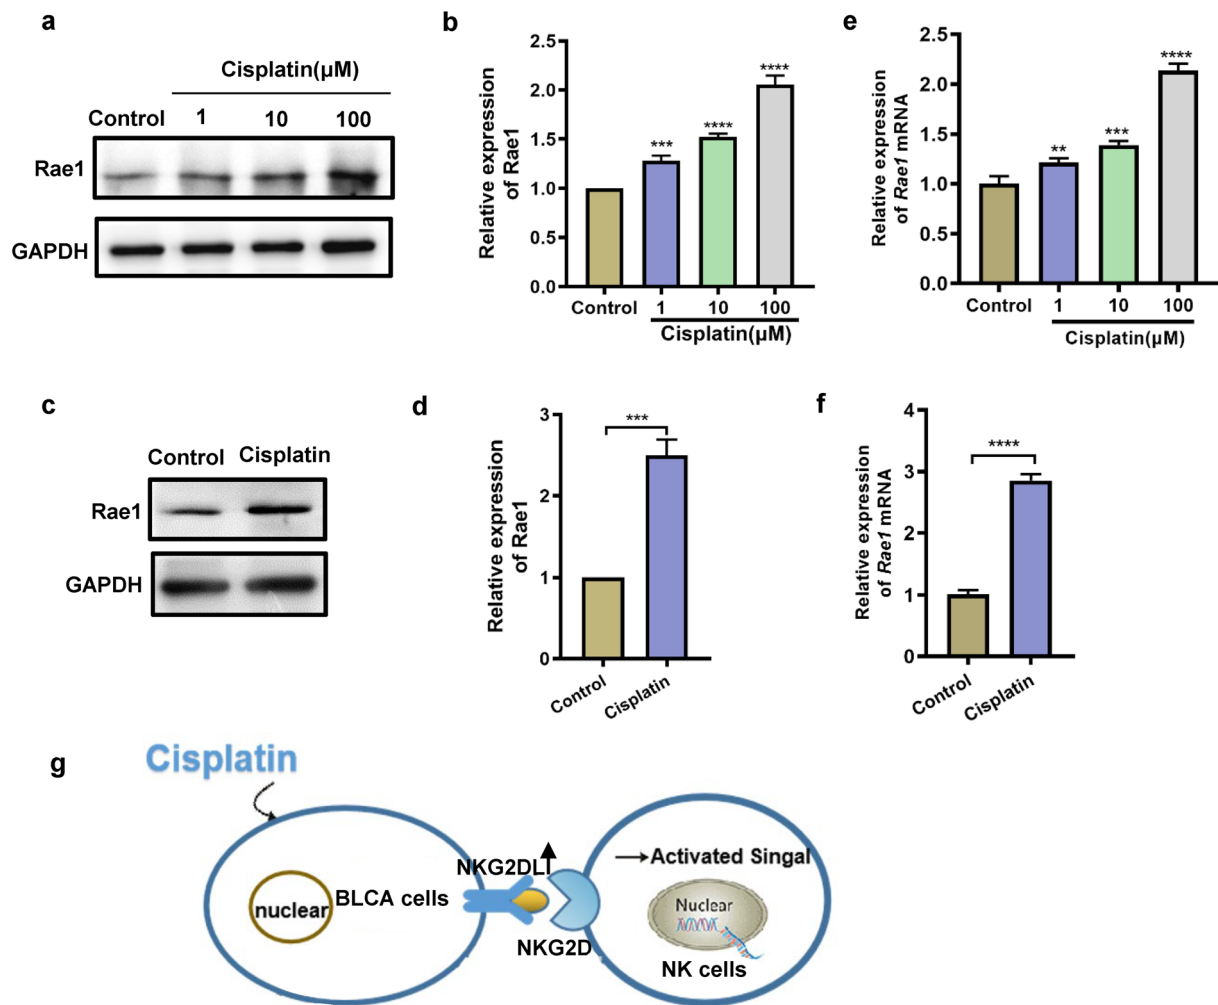 a
Cisplatin(μM)
Control 1 10 100
Rae1
GAPDH
b
Relative expression
of Rae1
2.5
2.0
1.5
1.0
0.5
0.0
***
****
****
Control 1 10 100
Cisplatin(μM)
e
Relative expression
of Rae1 mRNA
2.5
2.0
1.5
1.0
0.5
0.0
**
***
****
Control 1 10 100
Cisplatin(μM)
c
Control Cisplatin
Rae1
GAPDH
d
Relative expression
of Rae1
3
2
1
0
***
Control
Cisplatin
f
Relative expression
of Rae1 mRNA
4
3
2
1
0
****
Control
Cisplatin
g
Cisplatin
nuclear
BLCA cells
NKG2DL
NKG2D
Activated Singal
Nuclear
NK cells